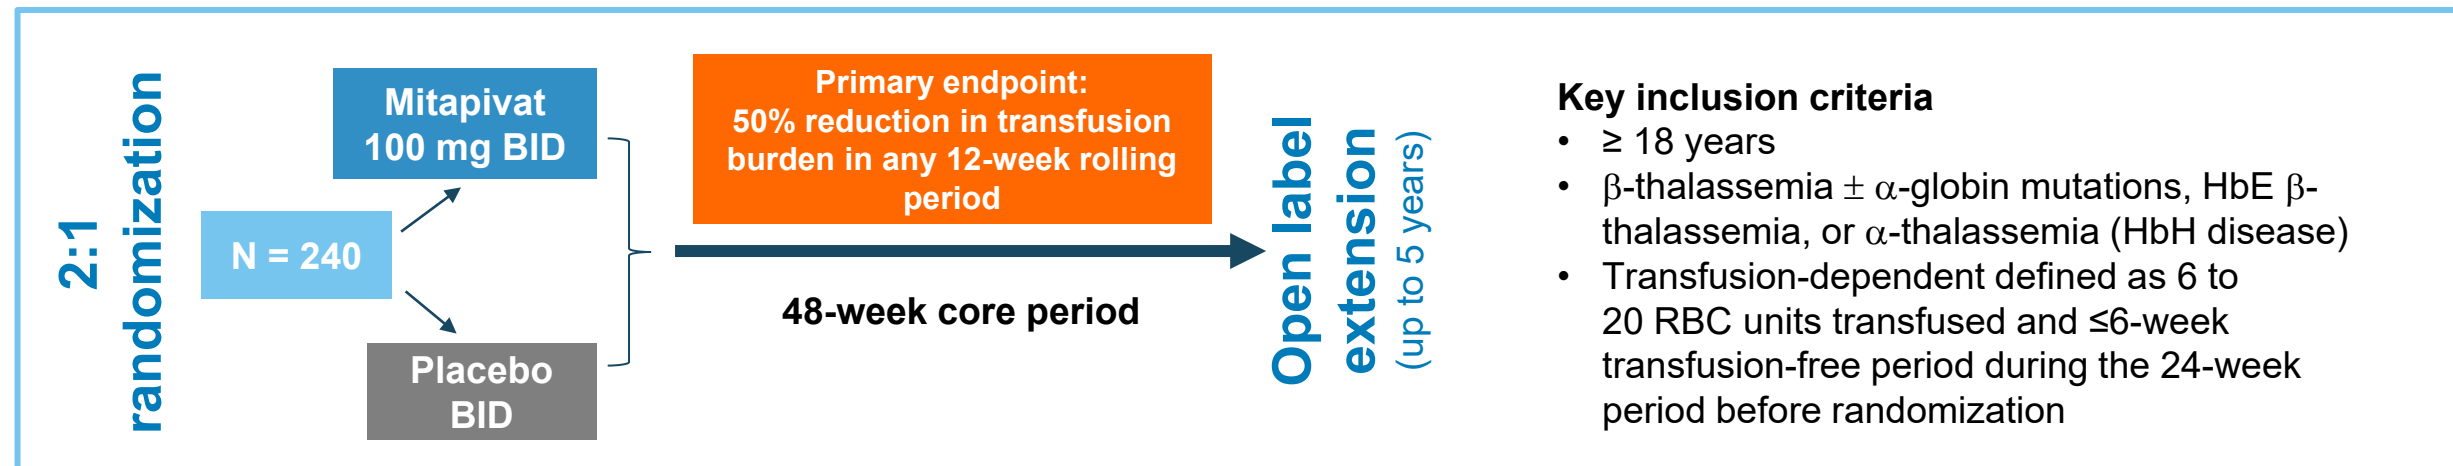 2:1
randomization
N = 240
Mitapivat
100 mg BID
Placebo
BID
Primary endpoint:
50% reduction in transfusion
burden in any 12-week rolling
period
48-week core period
Open label
extension
(up to 5 years)
Key inclusion criteria
• ≥ 18 years
• β-thalassemia ± α-globin mutations, HbE β-
thalassemia, or α-thalassemia (HbH disease)
• Transfusion-dependent defined as 6 to
20 RBC units transfused and ≤6-week
transfusion-free period during the 24-week
period before randomization